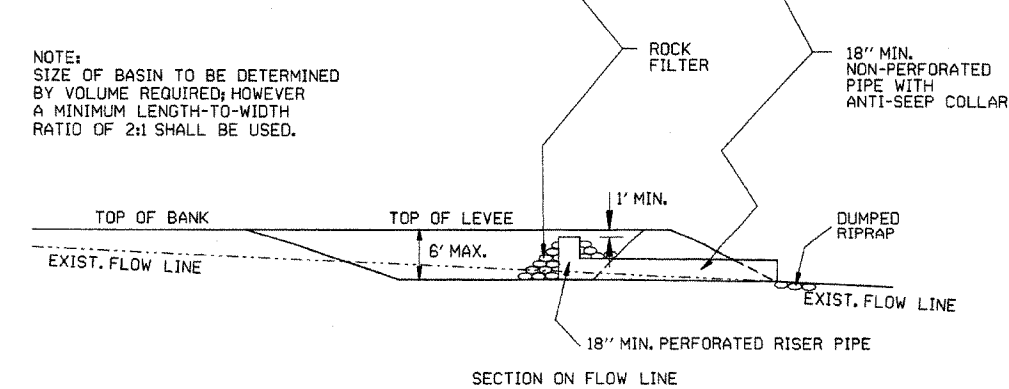 NOTE:
SIZE OF BASIN TO BE DETERMINED
BY VOLUME REQUIRED; HOWEVER
A MINIMUM LENGTH-TO-WIDTH
RATIO OF 2:1 SHALL BE USED.
ROCK
FILTER
18" MIN.
NON-PERFORATED
PIPE WITH
ANTI-SEEP COLLAR
1' MIN.
TOP OF BANK
TOP OF LEVEE
DUMPED
RIPRAP
6' MAX.
EXIST. FLOW LINE
EXIST. FLOW LINE
18" MIN. PERFORATED RISER PIPE
SECTION ON FLOW LINE